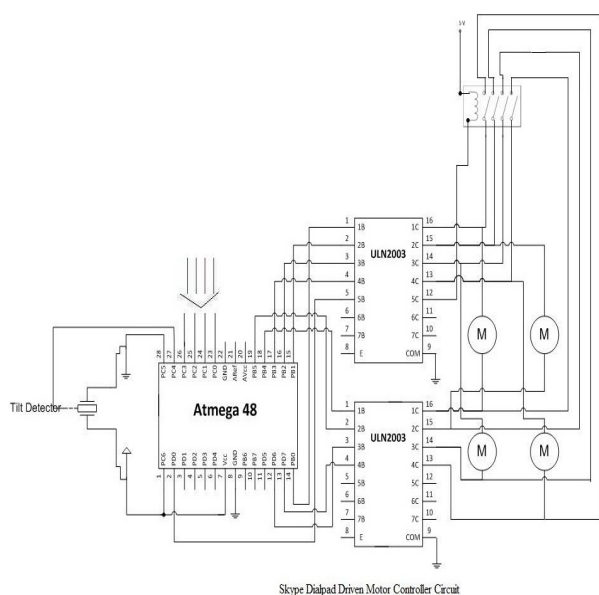 5 V
1 1B 1C 16
2 2B 2C 15
3 3B ULN2003 3C 14
4 4B 4C 13
5 5B 5C 12
6 6B 6C 11
7 7B 7C 10
8 E COM 9
M M
28 27 26 25 24 23 22 21 20 19 18 17 16 15
PC5 PC4 PC3 PC2 PC1 PC0 GND ARef AVcc PB5 PB4 PB3 PB2 PB1
Tilt Detector
Atmega 48
PC6 PD0 PD1 PD2 PD3 PD4 Vcc GND PB6 PB7 PD5 PD6 PD7 PB0
1 2 3 4 5 6 7 8 9 10 11 12 13 14
1 1B 1C 16
2 2B 2C 15
3 3B ULN2003 3C 14
4 4B 4C 13
5 5B 5C 12
6 6B 6C 11
7 7B 7C 10
8 E COM 9
M M
Skype Dialpad Driven Motor Controller Circuit